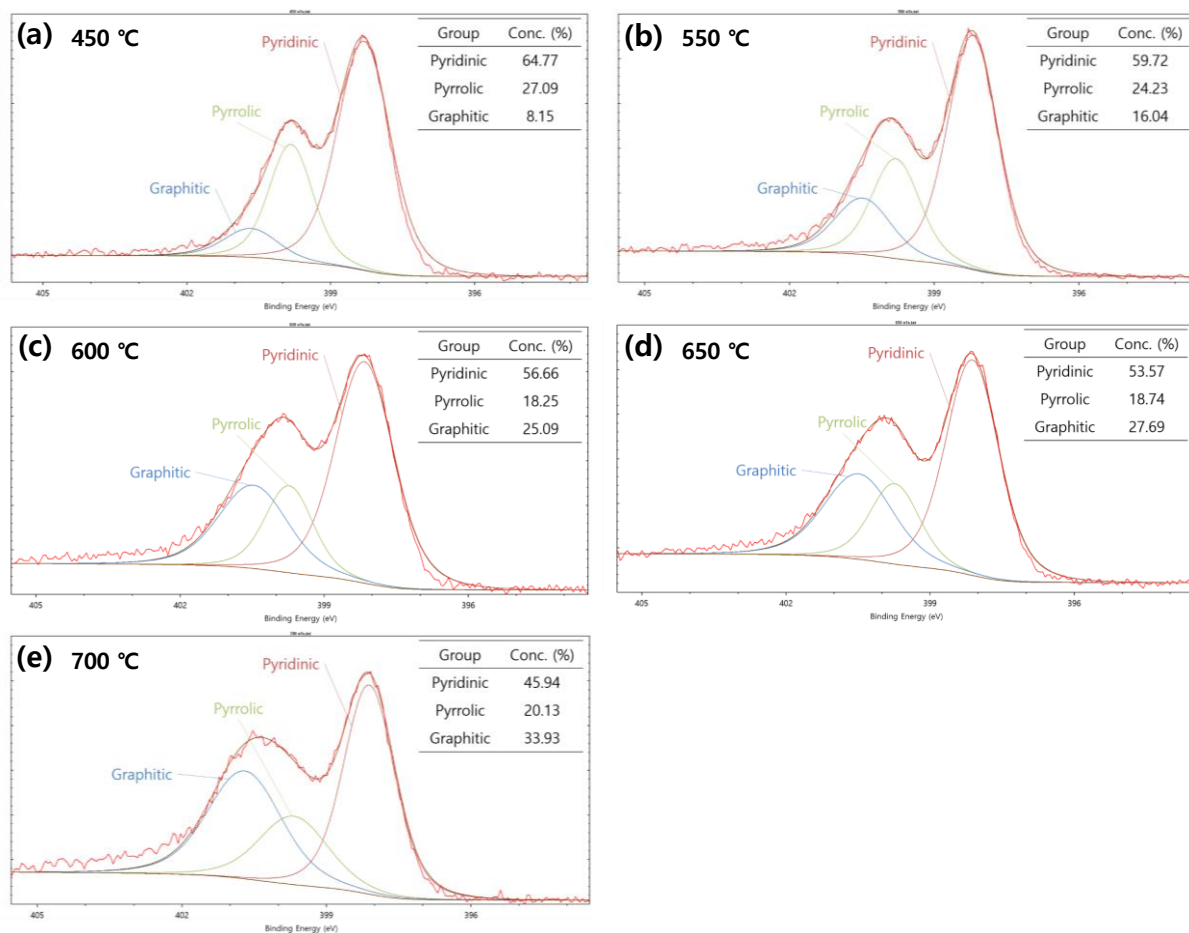 (a) 450 ℃
Pyridinic
Pyrrolic
Graphitic
Group Conc. (%)
Pyridinic 64.77
Pyrrolic 27.09
Graphitic 8.15
405 402 399 396
Binding Energy (eV)
(b) 550 ℃
Pyridinic
Pyrrolic
Graphitic
Group Conc. (%)
Pyridinic 59.72
Pyrrolic 24.23
Graphitic 16.04
405 402 399 396
Binding Energy (eV)
(c) 600 ℃
Pyridinic
Pyrrolic
Graphitic
Group Conc. (%)
Pyridinic 56.66
Pyrrolic 18.25
Graphitic 25.09
405 402 399 396
Binding Energy (eV)
(d) 650 ℃
Pyridinic
Pyrrolic
Graphitic
Group Conc. (%)
Pyridinic 53.57
Pyrrolic 18.74
Graphitic 27.69
405 402 399 396
Binding Energy (eV)
(e) 700 ℃
Pyridinic
Pyrrolic
Graphitic
Group Conc. (%)
Pyridinic 45.94
Pyrrolic 20.13
Graphitic 33.93
405 402 399 396
Binding Energy (eV)